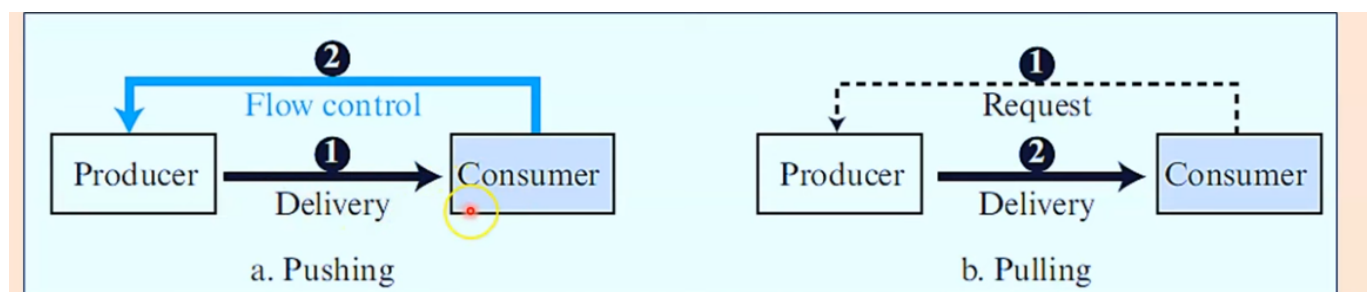 2
Flow control
1
Producer
Consumer
Delivery
a. Pushing
1
Request
2
Producer
Consumer
Delivery
b. Pulling